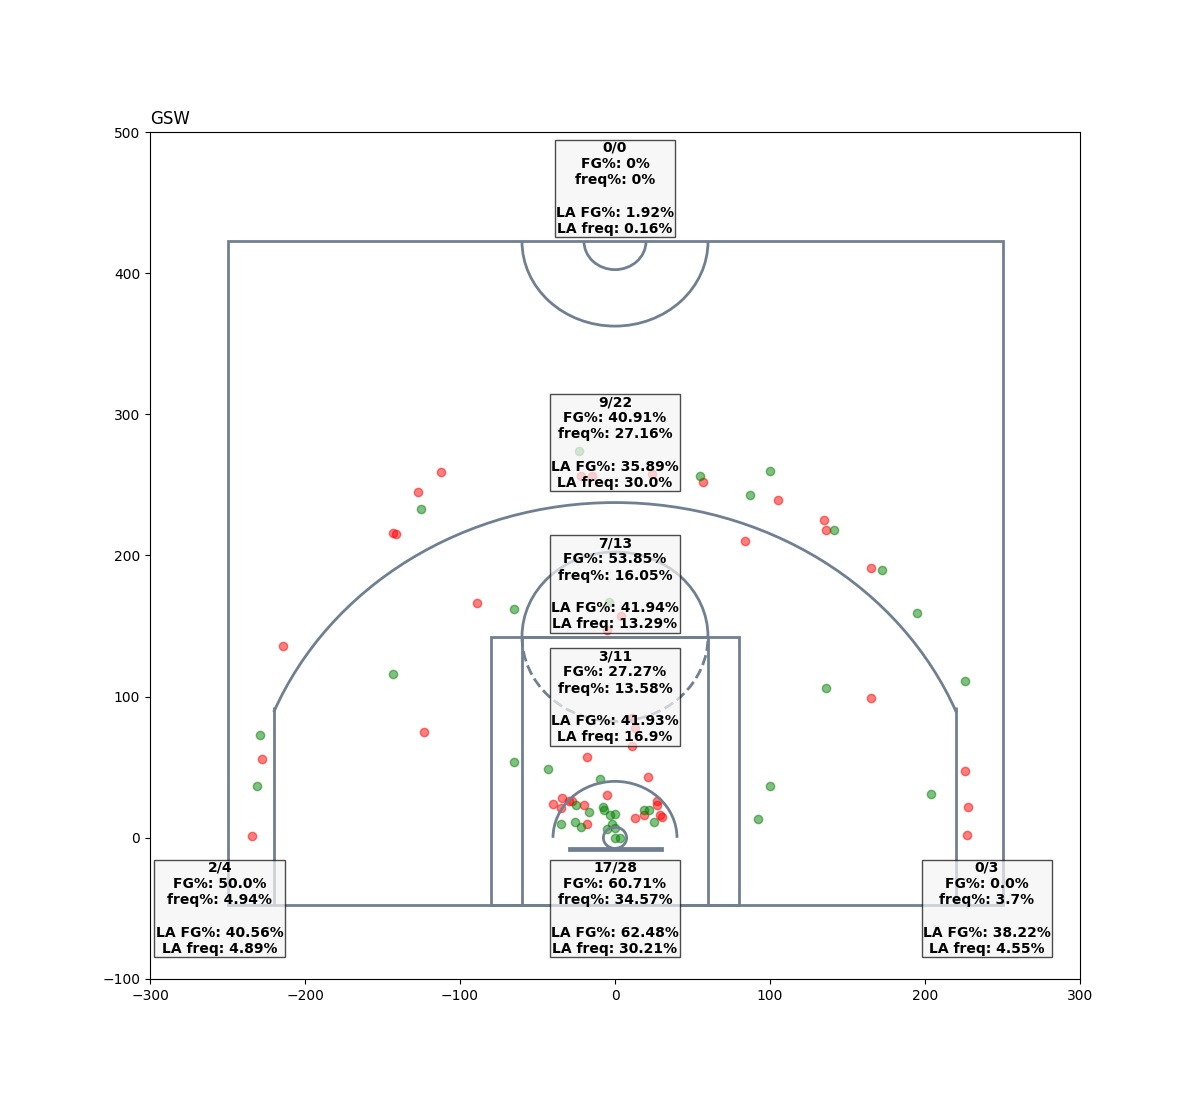 GSW
500
0/0
FG%: 0%
freq%: 0%
LA FG%: 1.92%
LA freq: 0.16%
400
300
9/22
FG%: 40.91%
freq%: 27.16%
LA FG%: 35.89%
LA freq: 30.0%
200
7/13
FG%: 53.85%
freq%: 16.05%
LA FG%: 41.94%
LA freq: 13.29%
3/11
FG%: 27.27%
freq%: 13.58%
LA FG%: 41.93%
LA freq: 16.9%
100
0
2/4
FG%: 50.0%
freq%: 4.94%
LA FG%: 40.56%
LA freq: 4.89%
17/28
FG%: 60.71%
freq%: 34.57%
LA FG%: 62.48%
LA freq: 30.21%
0/3
FG%: 0.0%
freq%: 3.7%
LA FG%: 38.22%
LA freq: 4.55%
−100
−300 −200 −100 0 100 200 300